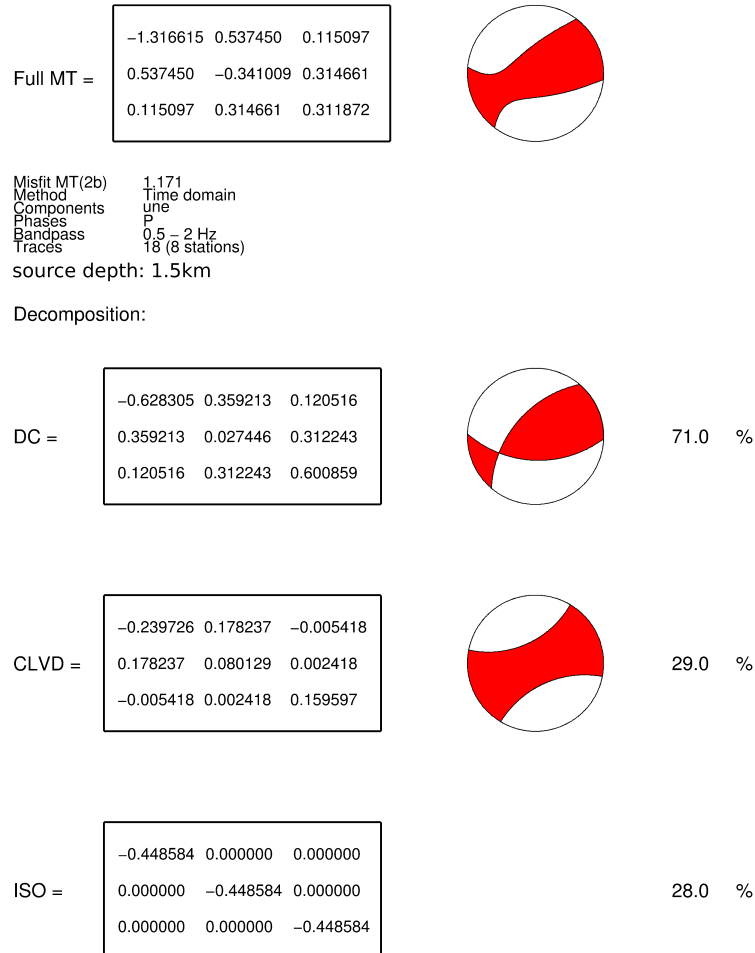 −1.316615 0.537450 0.115097
Full MT = 0.537450 −0.341009 0.314661
0.115097 0.314661 0.311872
Misfit MT(2b) 1.171
Method Time domain
Components une
Phases P
Bandpass 0.5 − 2 Hz
Traces 18 (8 stations)
source depth: 1.5km
Decomposition:
−0.628305 0.359213 0.120516
DC = 0.359213 0.027446 0.312243 71.0 %
0.120516 0.312243 0.600859
−0.239726 0.178237 −0.005418
CLVD = 0.178237 0.080129 0.002418 29.0 %
−0.005418 0.002418 0.159597
−0.448584 0.000000 0.000000
ISO = 0.000000 −0.448584 0.000000 28.0 %
0.000000 0.000000 −0.448584